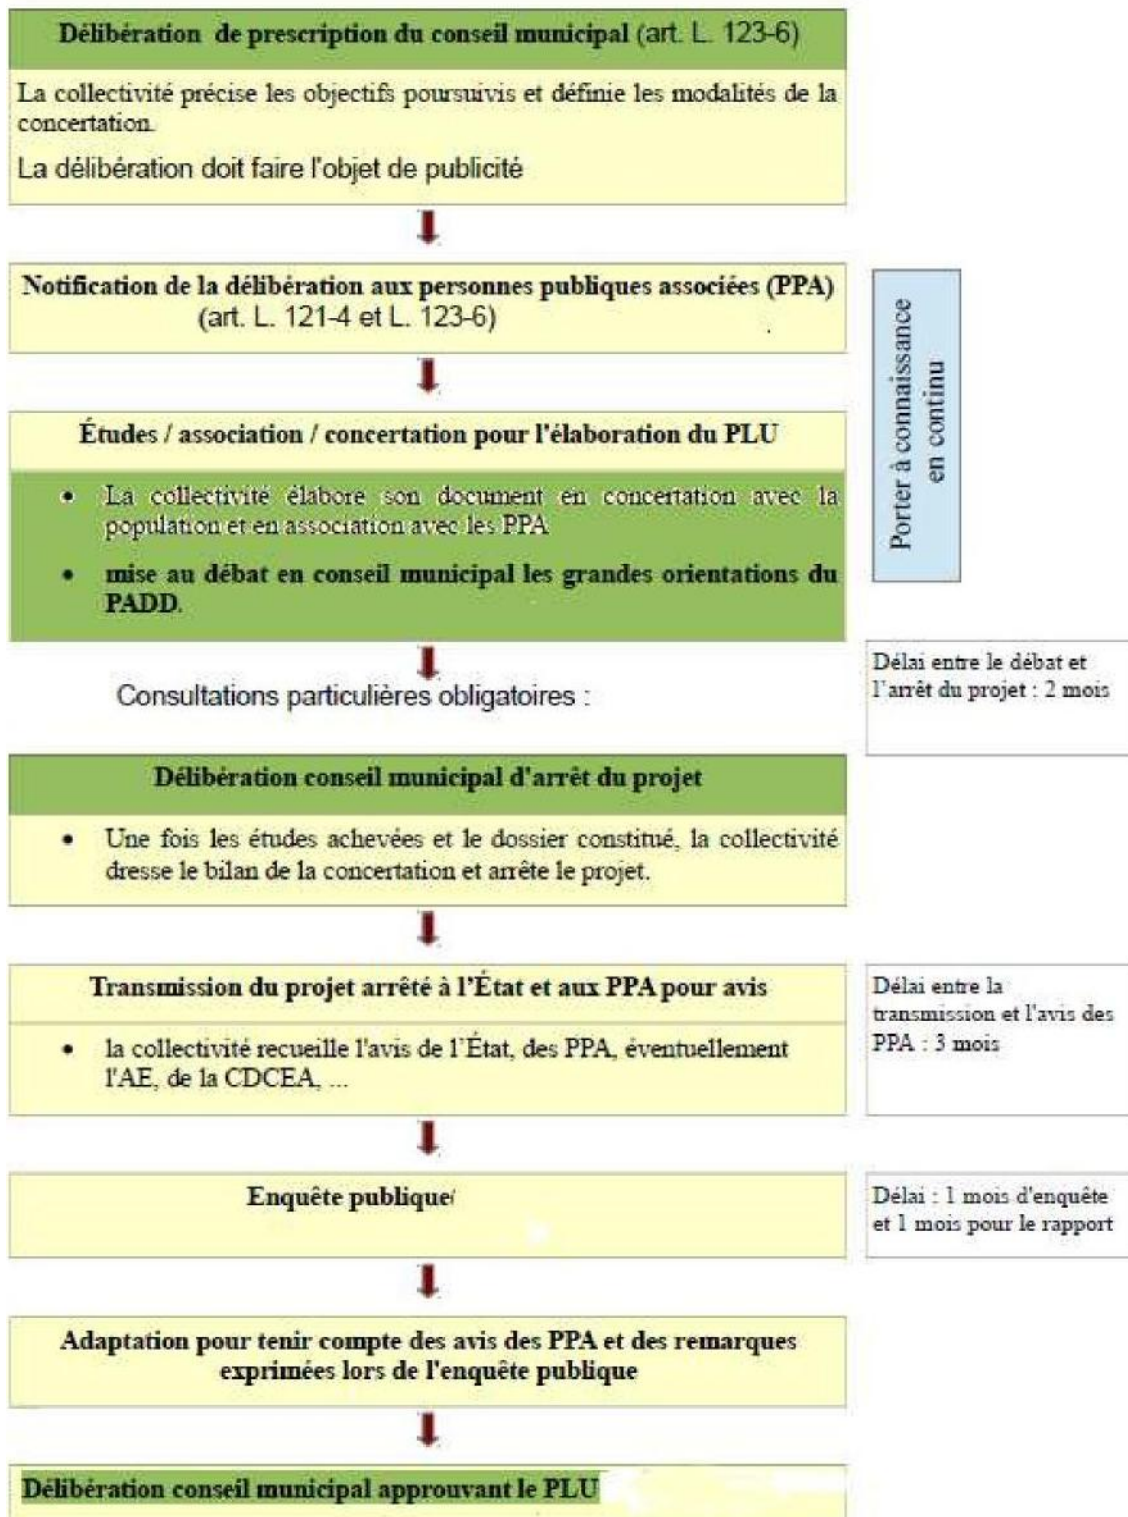 Délibération de prescription du conseil municipal (art. L. 123-6)
La collectivité précise les objectifs poursuivis et définie les modalités de la
concertation.
La délibération doit faire l'objet de publicité
Notification de la délibération aux personnes publiques associées (PPA)
(art. L. 121-4 et L. 123-6)
Porter à connaissance
en continu
Études / association / concertation pour l'élaboration du PLU
• La collectivité élabore son document en concertation avec la
population et en association avec les PPA
• mise au débat en conseil municipal les grandes orientations du
PADD.
Délai entre le débat et
l'arrêt du projet : 2 mois
Consultations particulières obligatoires :
Délibération conseil municipal d'arrêt du projet
• Une fois les études achevées et le dossier constitué, la collectivité
dresse le bilan de la concertation et arrête le projet.
Transmission du projet arrêté à l'État et aux PPA pour avis
• la collectivité recueille l'avis de l'État, des PPA, éventuellement
l'AE, de la CDCEA, ...
Délai entre la
transmission et l'avis des
PPA : 3 mois
Enquête publique
Délai : 1 mois d'enquête
et 1 mois pour le rapport
Adaptation pour tenir compte des avis des PPA et des remarques
exprimées lors de l'enquête publique
Délibération conseil municipal approuvant le PLU